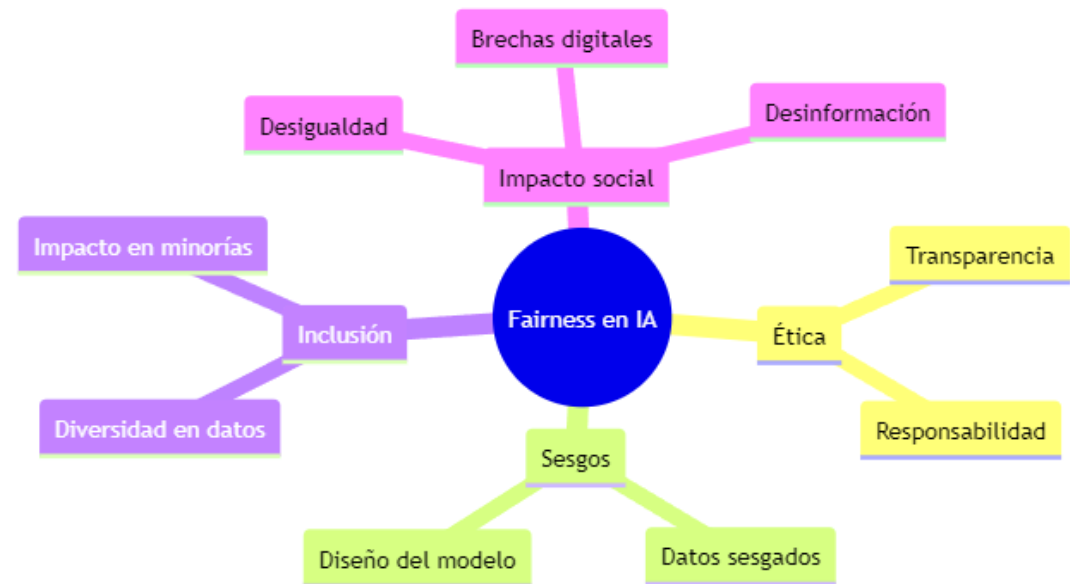 Brechas digitales
Desigualdad
Desinformación
Impacto social
Impacto en minorías
Transparencia
Inclusión
Fairness en IA
Ética
Diversidad en datos
Responsabilidad
Sesgos
Diseño del modelo
Datos sesgados